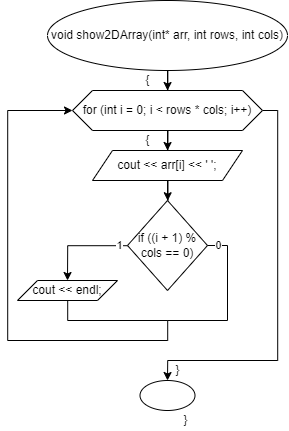 void show2DArray(int* arr, int rows, int cols)
{
for (int i = 0; i < rows * cols; i++)
{
cout << arr[i] << ' ';
if ((i + 1) %
cols == 0)
1
0
cout << endl;
}
}